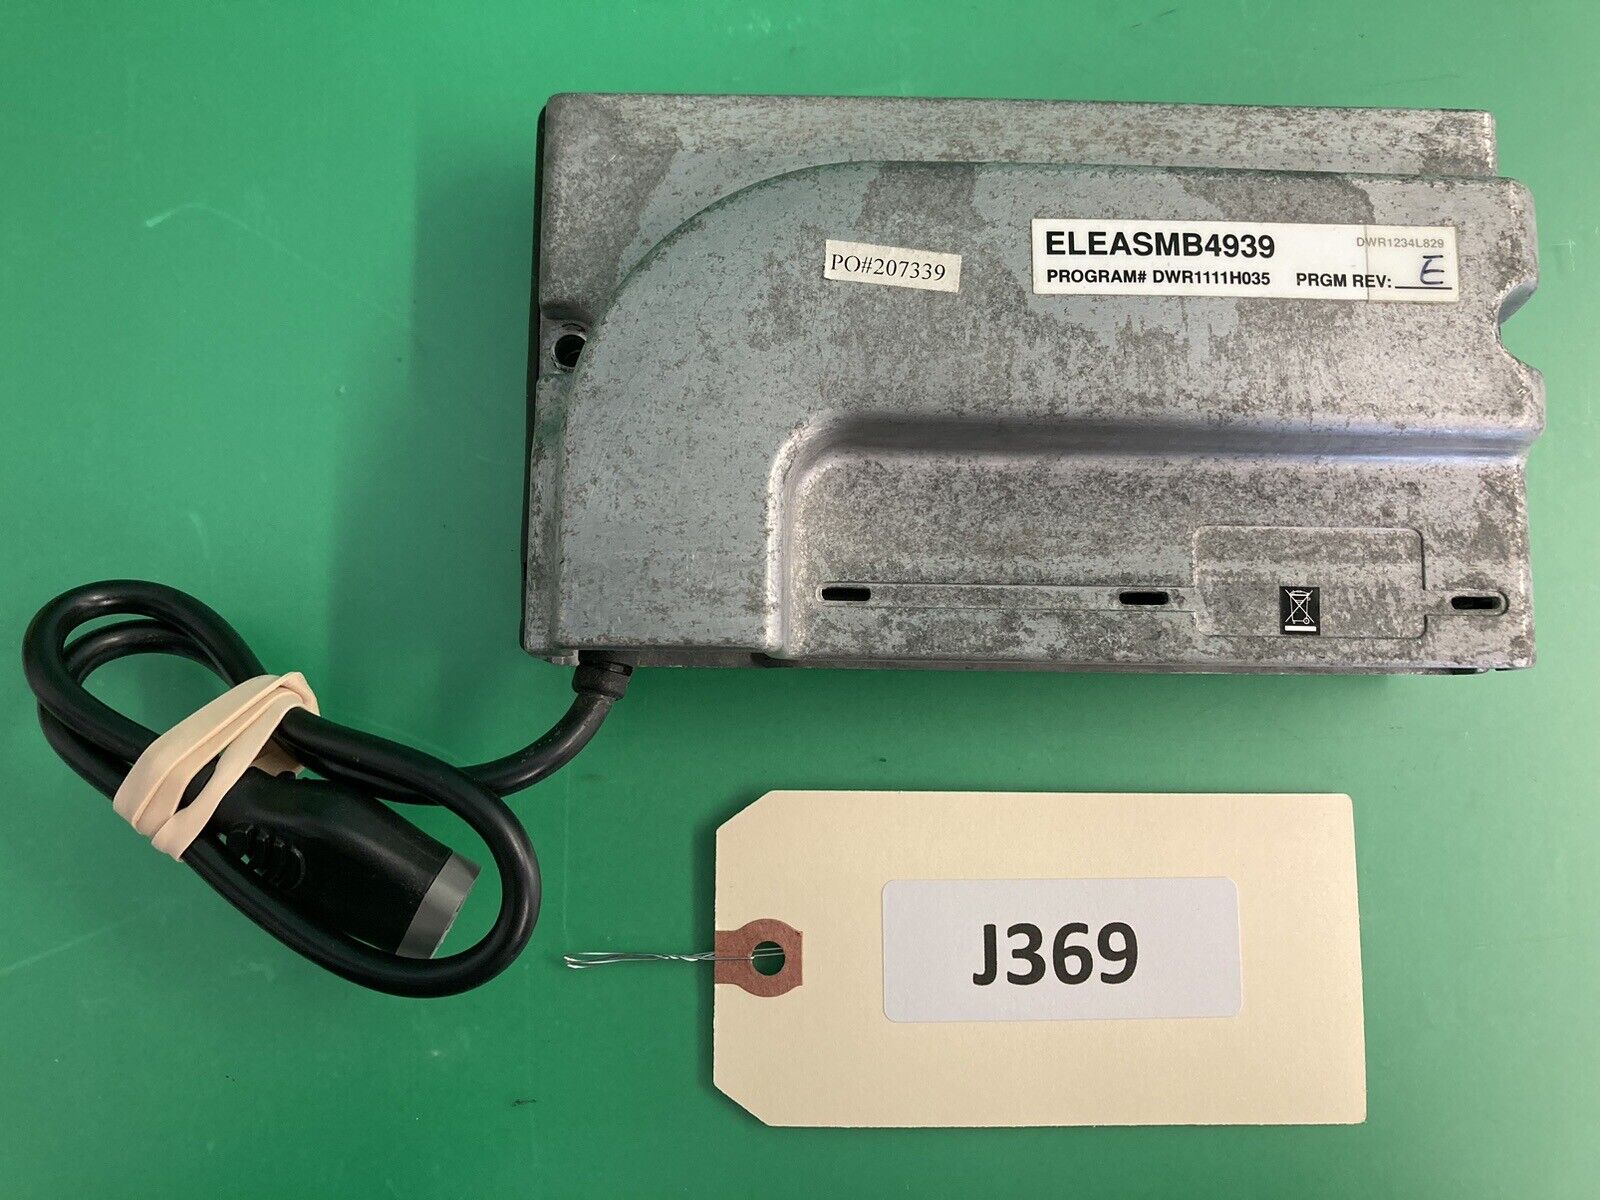 ELEASMB4939 DWR1234L829
PROGRAM# DWR1111H035 PRGM REV: E
PO#207339
J369